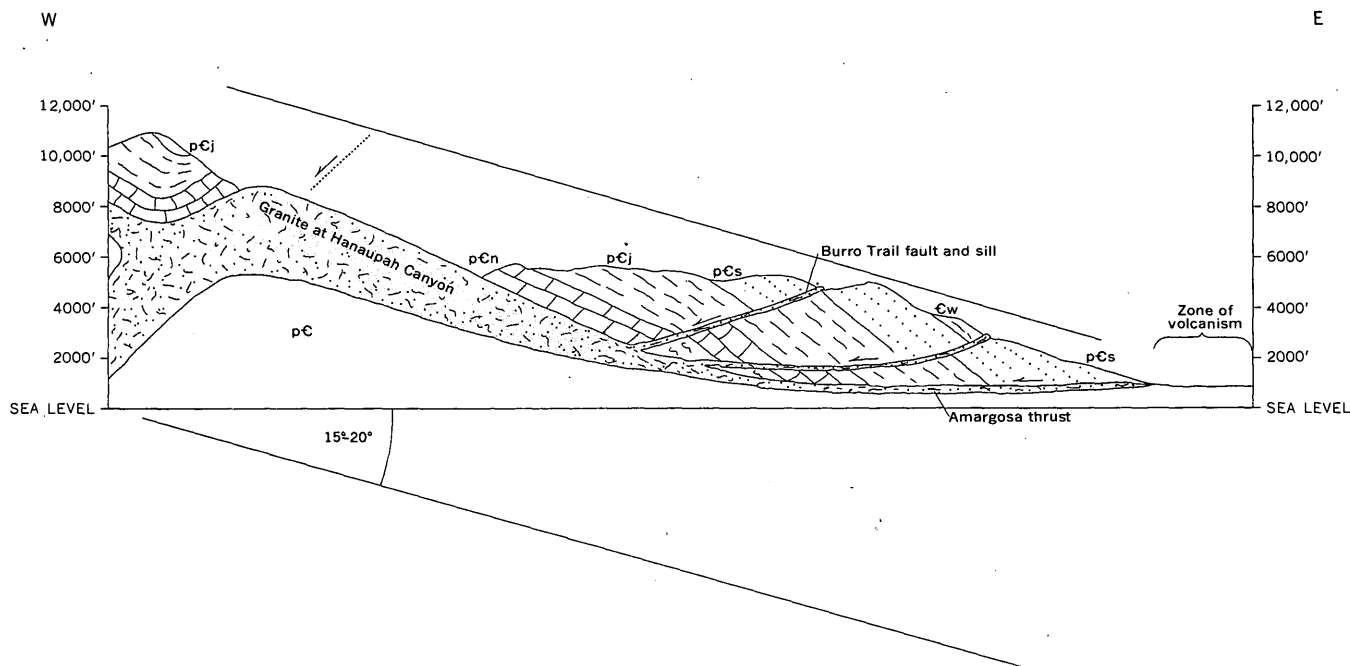 W
E
12,000'
12,000'
10,000'
10,000'
8000'
8000'
6000'
6000'
4000'
4000'
2000'
2000'
SEA LEVEL
SEA LEVEL
p€j
Granite at Hanaupah Canyon
p€n
p€j
p€s
Burro Trail fault and sill
€w
Zone of
volcanism
p€s
p€
Amargosa thrust
15°-20°